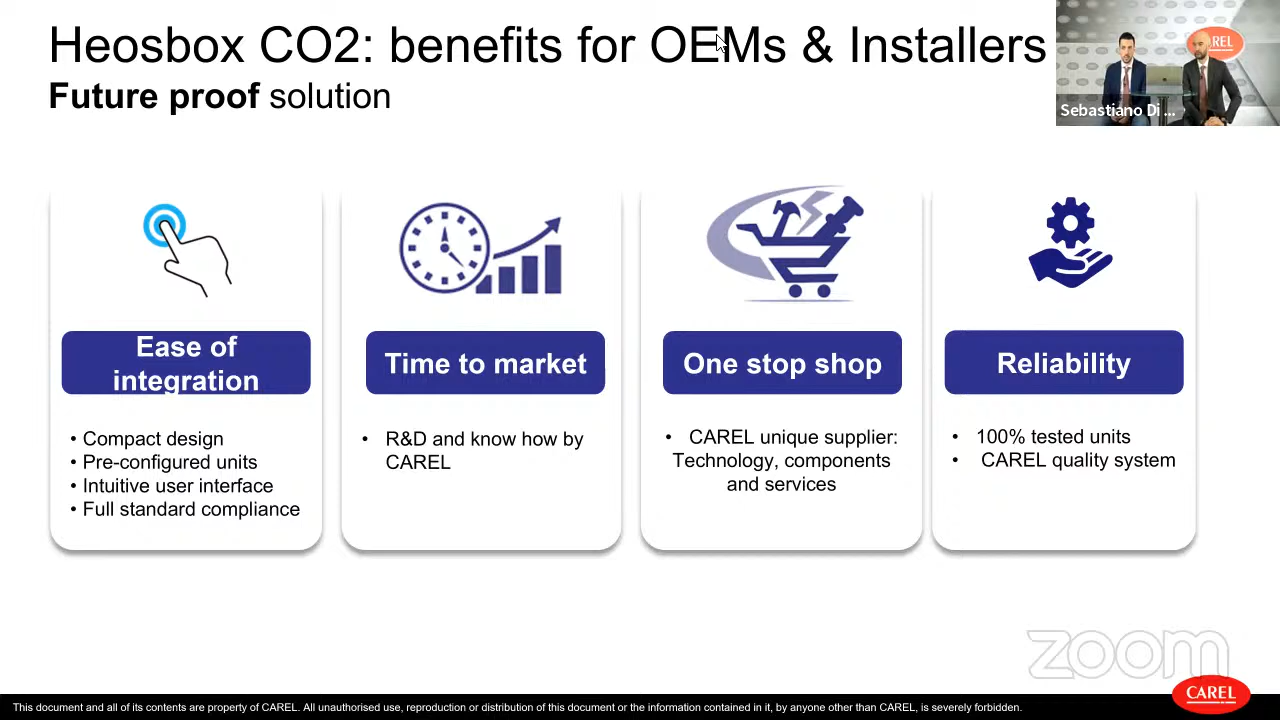 Heosbox CO2: benefits for OEMs & Installers
Future proof solution
Sebastiano Di ...
Ease of
integration
• Compact design
• Pre-configured units
• Intuitive user interface
• Full standard compliance
Time to market
• R&D and know how by
CAREL
One stop shop
• CAREL unique supplier:
Technology, components
and services
Reliability
• 100% tested units
• CAREL quality system
zoom
CAREL
This document and all of its contents are property of CAREL. All unauthorised use, reproduction or distribution of this document or the information contained in it, by anyone other than CAREL, is severely forbidden.